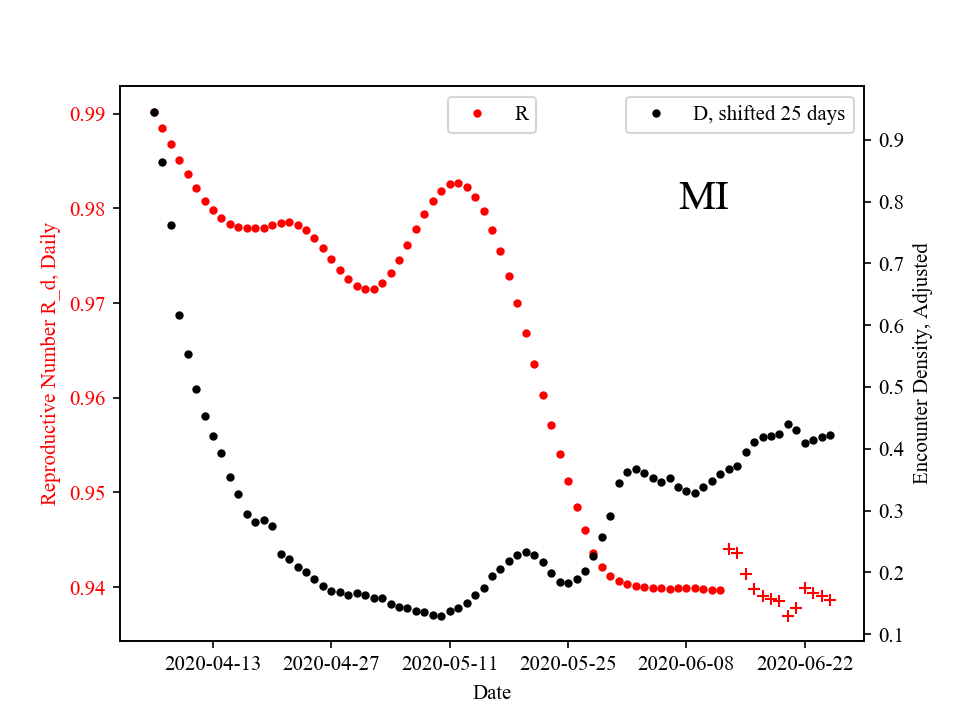 R
D, shifted 25 days
MI
0.99
0.98
0.97
0.96
0.95
0.94
Reproductive Number R_d, Daily
0.9
0.8
0.7
0.6
0.5
0.4
0.3
0.2
0.1
Encounter Density, Adjusted
2020-04-13 2020-04-27 2020-05-11 2020-05-25 2020-06-08 2020-06-22
Date